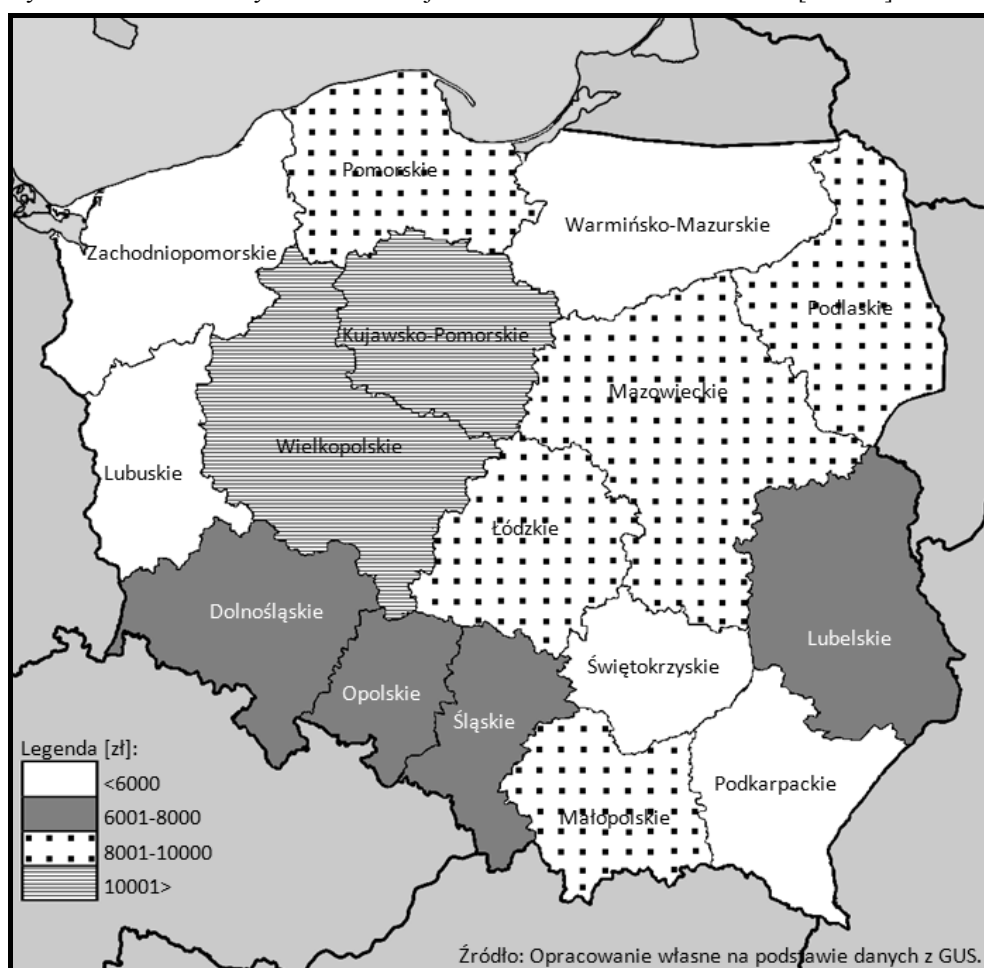 Pomorskie
Warmińsko-Mazurskie
Zachodniopomorskie
Podlaskie
Kujawsko-Pomorskie
Mazowieckie
Wielkopolskie
Lubuskie
Łódzkie
Dolnośląskie
Lubelskie
Świętokrzyskie
Opolskie
Śląskie
Podkarpackie
Małopolskie
Legenda [zł]:
<6000
6001-8000
8001-10000
10001>
Źródło: Opracowanie własne na podstawie danych z GUS.